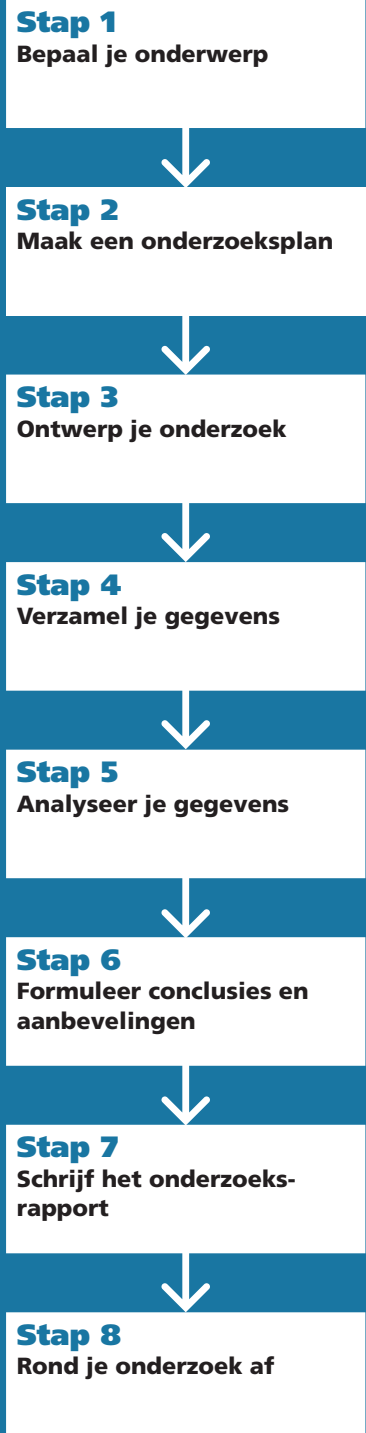 Stap 1
Bepaal je onderwerp
Stap 2
Maak een onderzoeksplan
Stap 3
Ontwerp je onderzoek
Stap 4
Verzamel je gegevens
Stap 5
Analyseer je gegevens
Stap 6
Formuleer conclusies en
aanbevelingen
Stap 7
Schrijf het onderzoeks-
rapport
Stap 8
Rond je onderzoek af